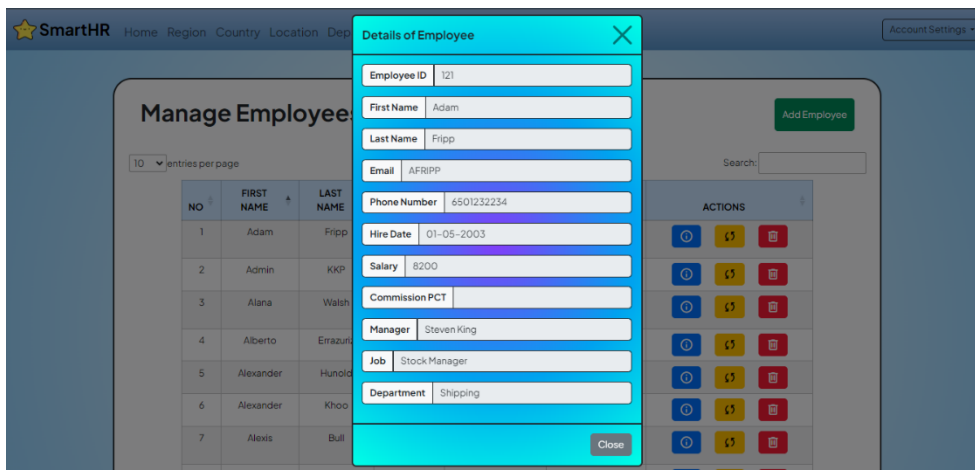 SmartHR Home Region Country Location Dep
Account Settings
Details of Employee
Employee ID 121
First Name Adam
Last Name Fripp
Email AFRIPP
Phone Number 6501232234
Hire Date 01-05-2003
Salary 8200
Commission PCT
Manager Steven King
Job Stock Manager
Department Shipping
Close
Manage Employees
Add Employee
10 entries per page
Search:
NO FIRST NAME LAST NAME ACTIONS
1 Adam Fripp
2 Admin KKP
3 Alana Walsh
4 Alberto Errazuri
5 Alexander Hunold
6 Alexander Khoo
7 Alexis Bull